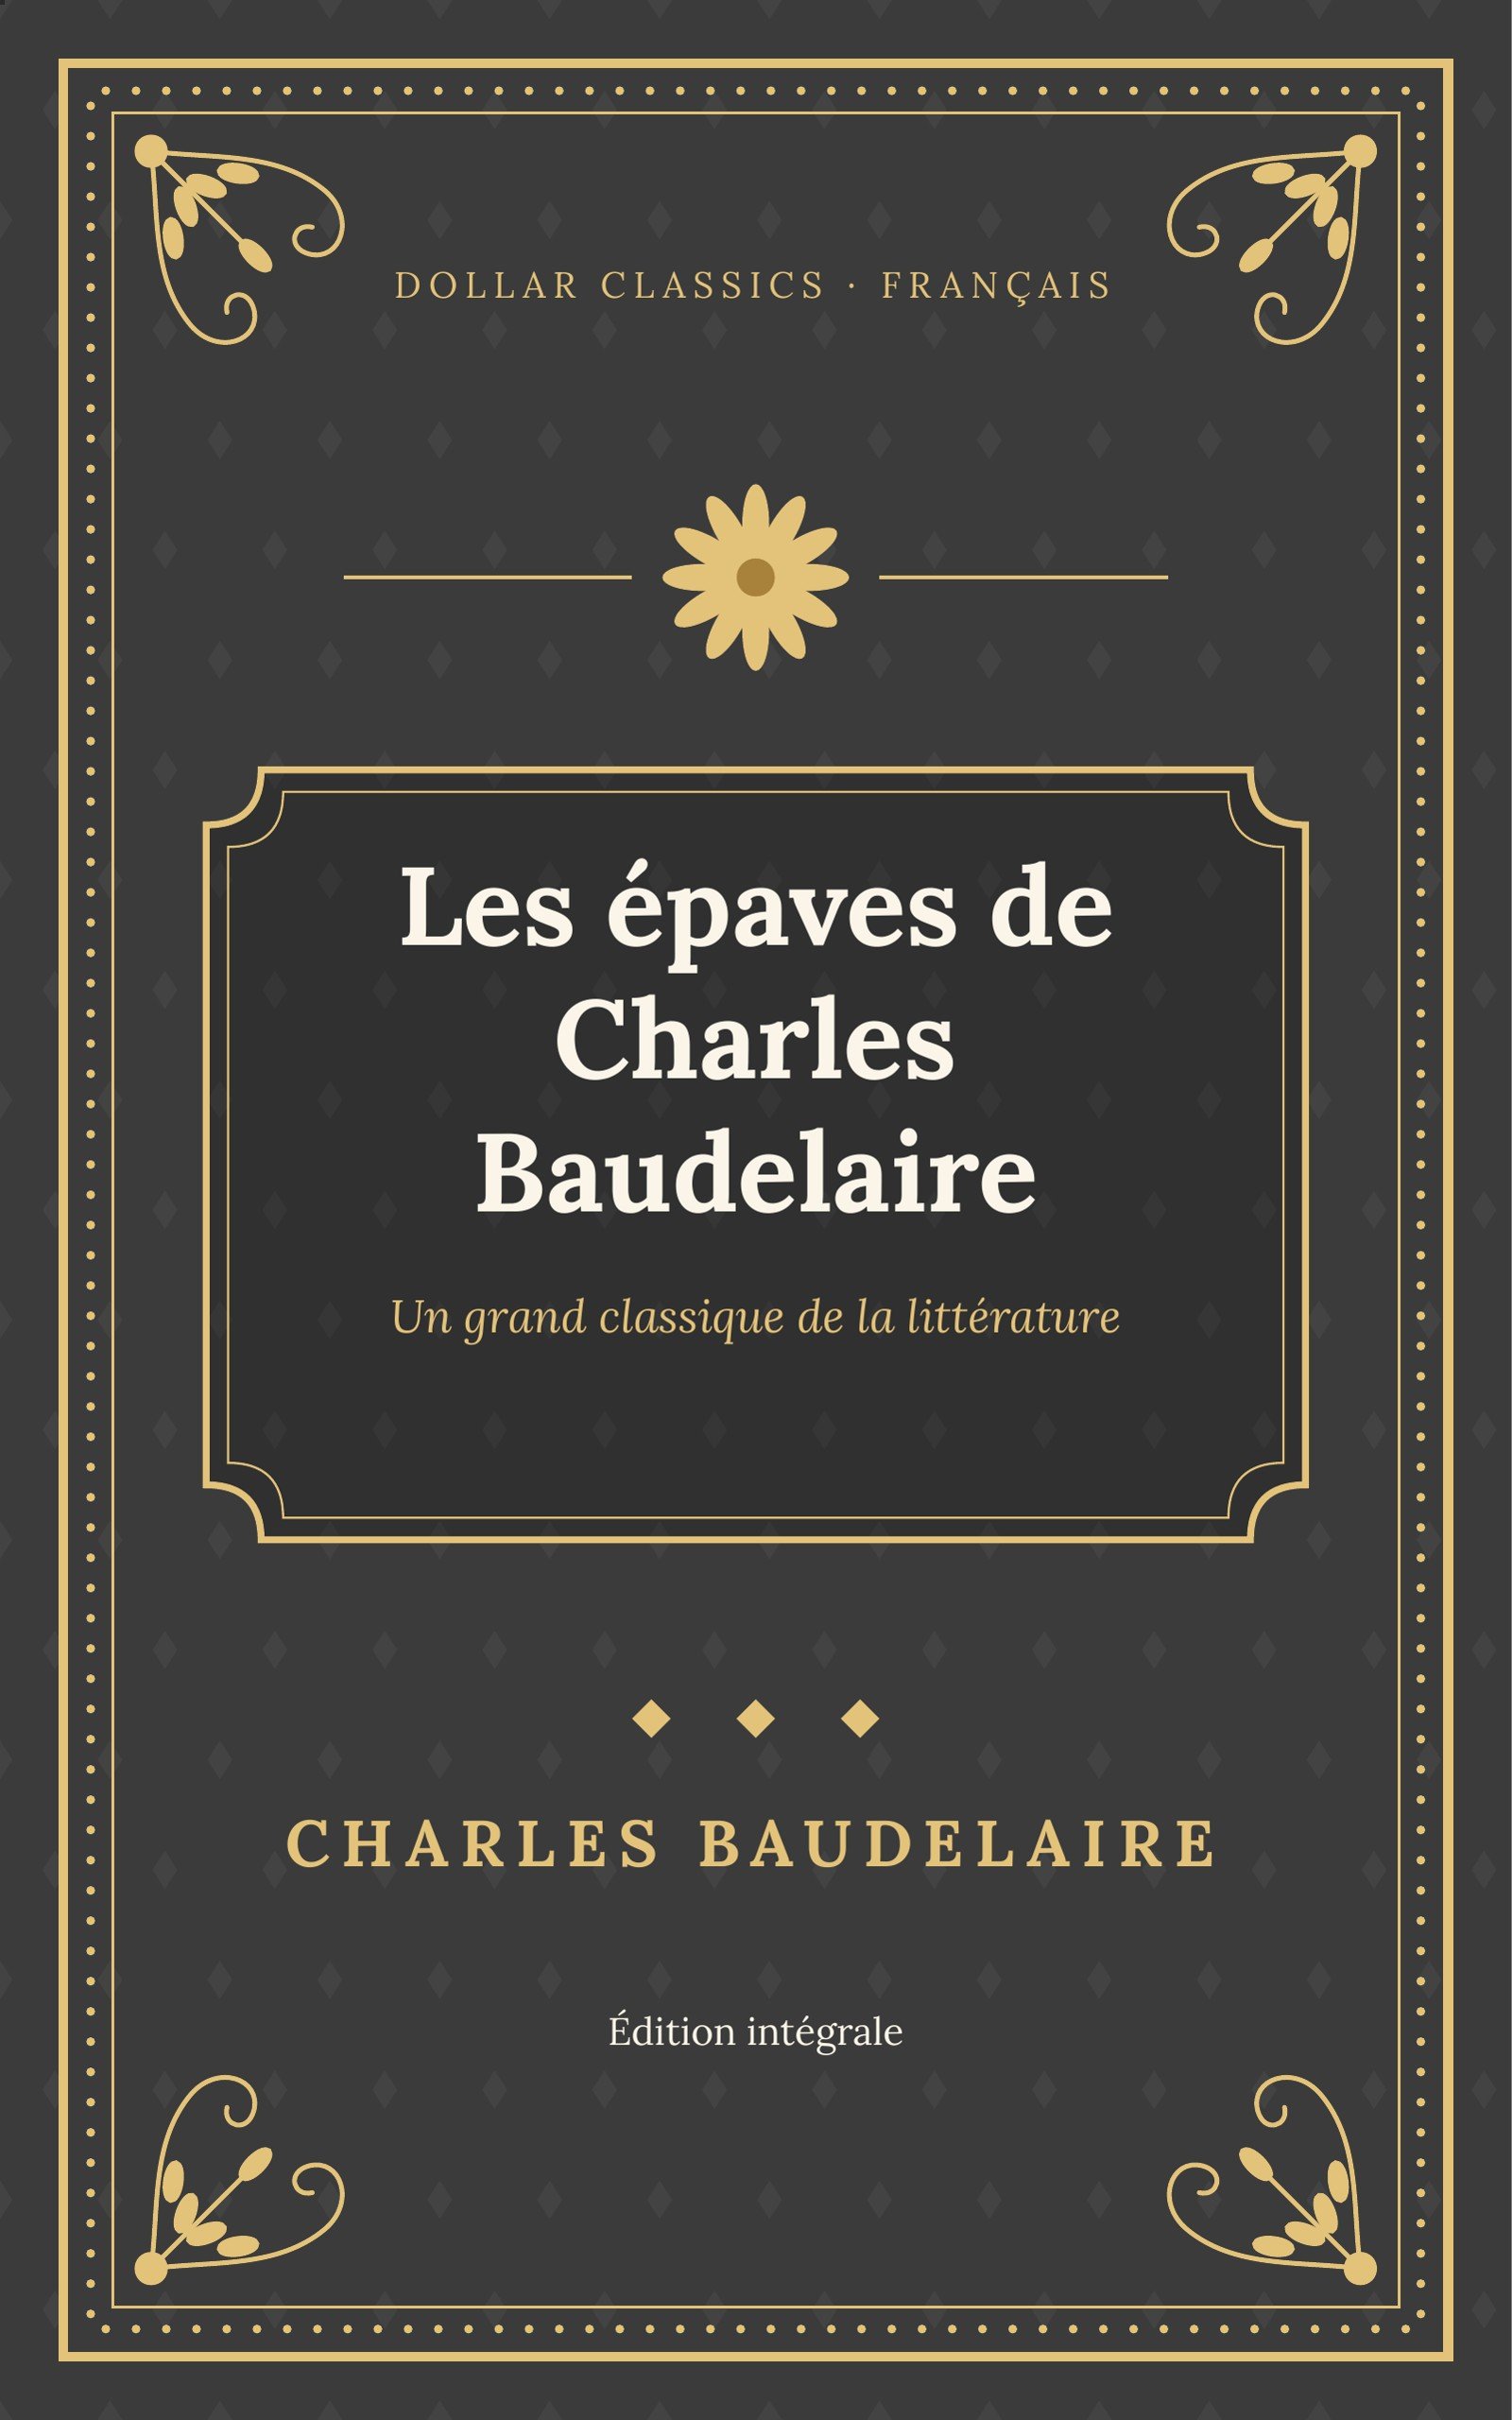 DOLLAR CLASSICS · FRANÇAIS
Les épaves de
Charles
Baudelaire
Un grand classique de la littérature
CHARLES BAUDELAIRE
Édition intégrale